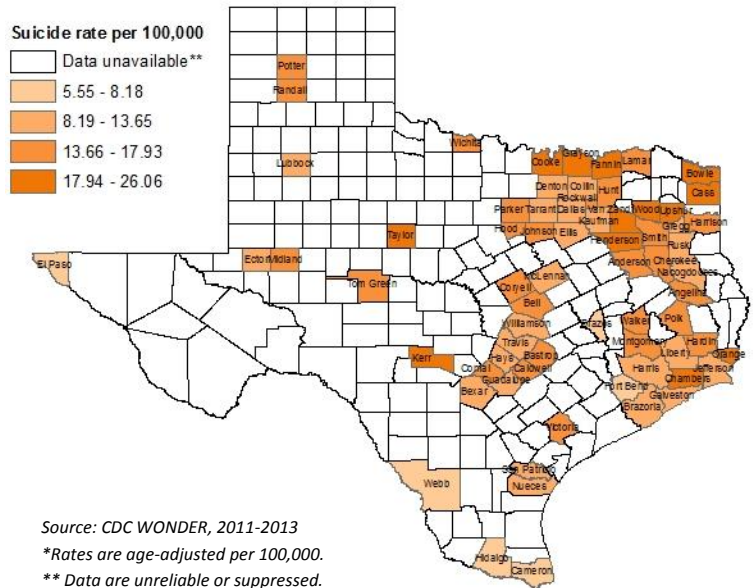 Suicide rate per 100,000
Data unavailable**
5.55 - 8.18
8.19 - 13.65
13.66 - 17.93
17.94 - 26.06
Potter
Randall
Lubbock
Wichita
Cooke
Grayson
Fannin
Lamar
Bowie
Cass
Denton
Collin
Hunt
Rockwall
Parker
Tarrant
Dallas
Van Zand
Wood
Upshur
Kaufman
Gregg
Harrison
Hood
Johnson
Ellis
Henderson
Smith
Rusk
Taylor
Anderson
Cherokee
Nacogdoches
El Paso
Ector
Midland
McLennan
Angelina
Tom Green
Coryell
Bell
Polk
Williamson
Brazos
Walker
Travis
Montgomery
Hardin
Kerr
Hays
Bastrop
Liberty
Orange
Comal
Caldwell
Harris
Jefferson
Guadalupe
Chambers
Bexar
Fort Bend
Galveston
Brazoria
Victoria
San Patricio
Webb
Nueces
Hidalgo
Cameron
Source: CDC WONDER, 2011-2013
*Rates are age-adjusted per 100,000.
** Data are unreliable or suppressed.